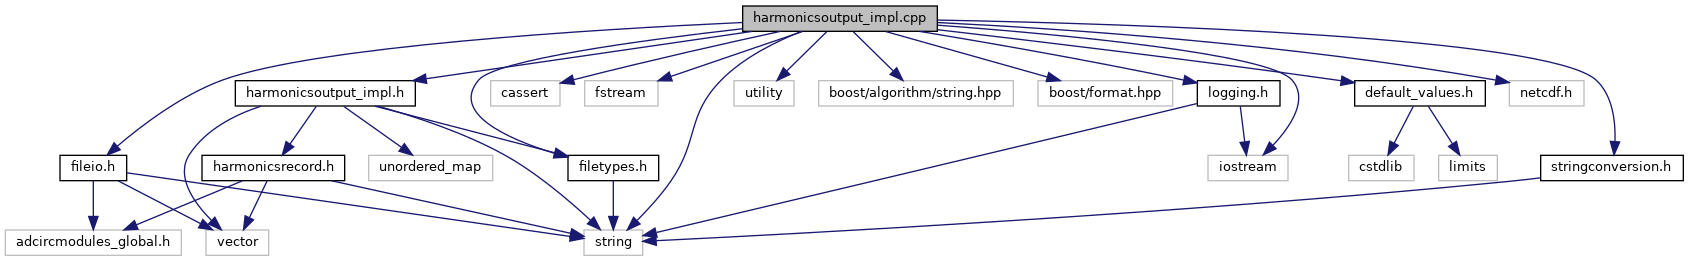 harmonicsoutput_impl.cpp
harmonicsoutput_impl.h
cassert
fstream
utility
boost/algorithm/string.hpp
boost/format.hpp
logging.h
default_values.h
netcdf.h
fileio.h
harmonicsrecord.h
unordered_map
filetypes.h
iostream
cstdlib
limits
stringconversion.h
adcircmodules_global.h
vector
string